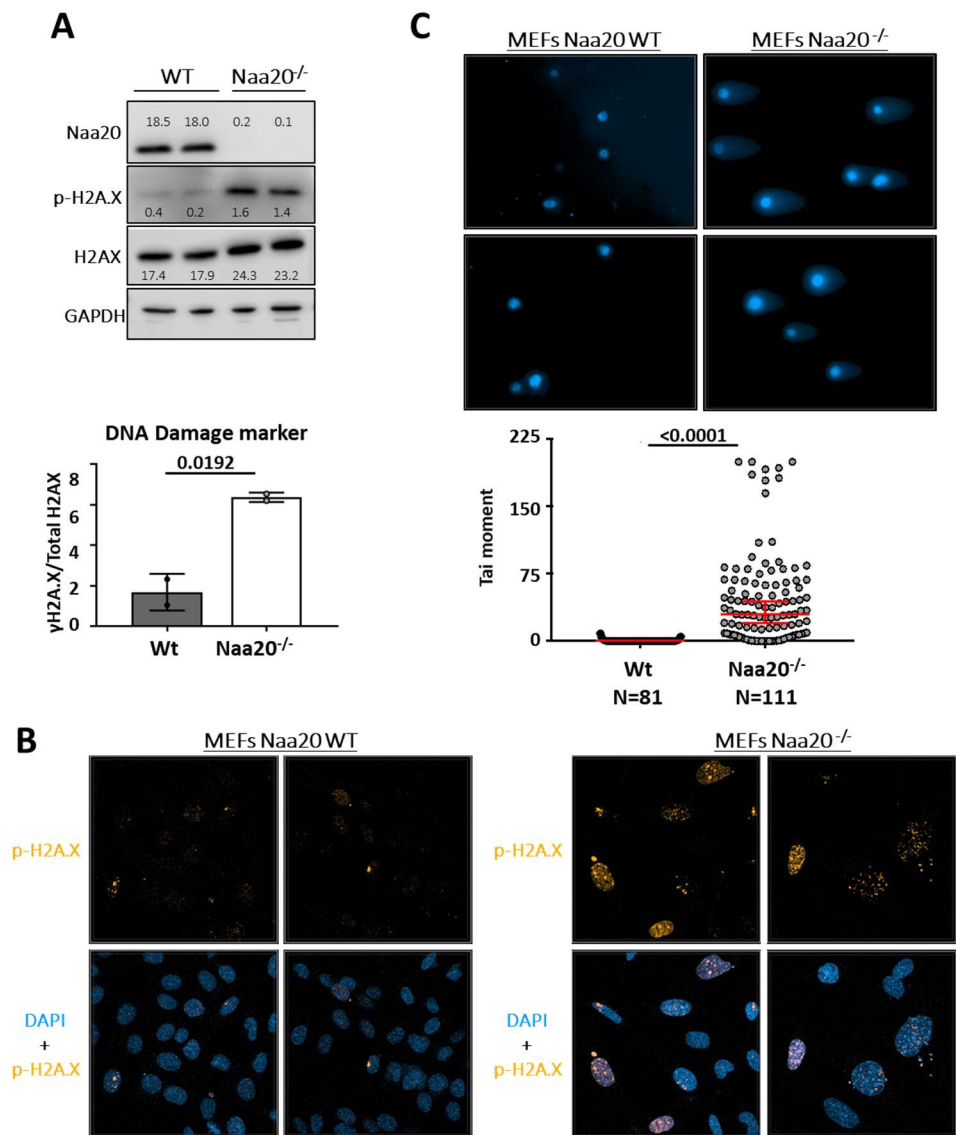 A
WT Naa20-/-
Naa20 18.5 18.0 0.2 0.1
p-H2A.X 0.4 0.2 1.6 1.4
H2AX 17.4 17.9 24.3 23.2
GAPDH
DNA Damage marker
0.0192
γH2A.X/Total H2AX
8
6
4
2
0
Wt Naa20-/-
C
MEFs Naa20 WT MEFs Naa20-/-
<0.0001
Tai moment
225
150
75
0
Wt Naa20-/-
N=81 N=111
B
MEFs Naa20 WT MEFs Naa20-/-
p-H2A.X p-H2A.X
DAPI DAPI
+ +
p-H2A.X p-H2A.X